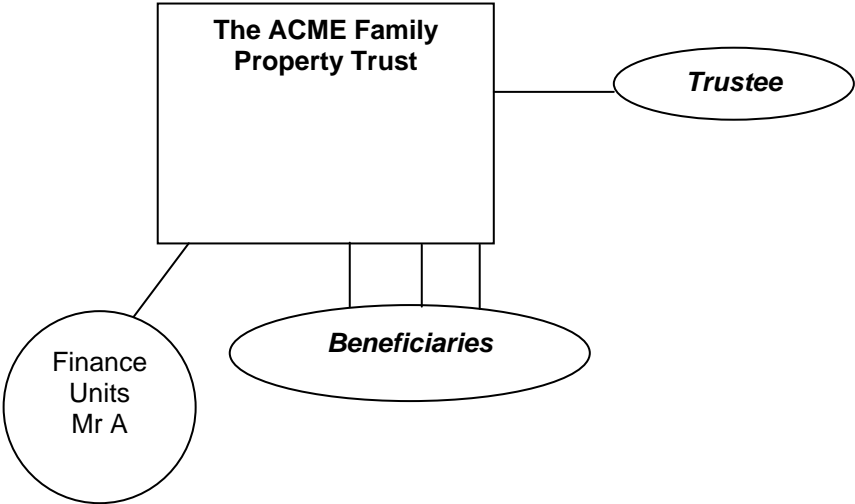 The ACME Family
Property Trust
Trustee
Beneficiaries
Finance
Units
Mr A